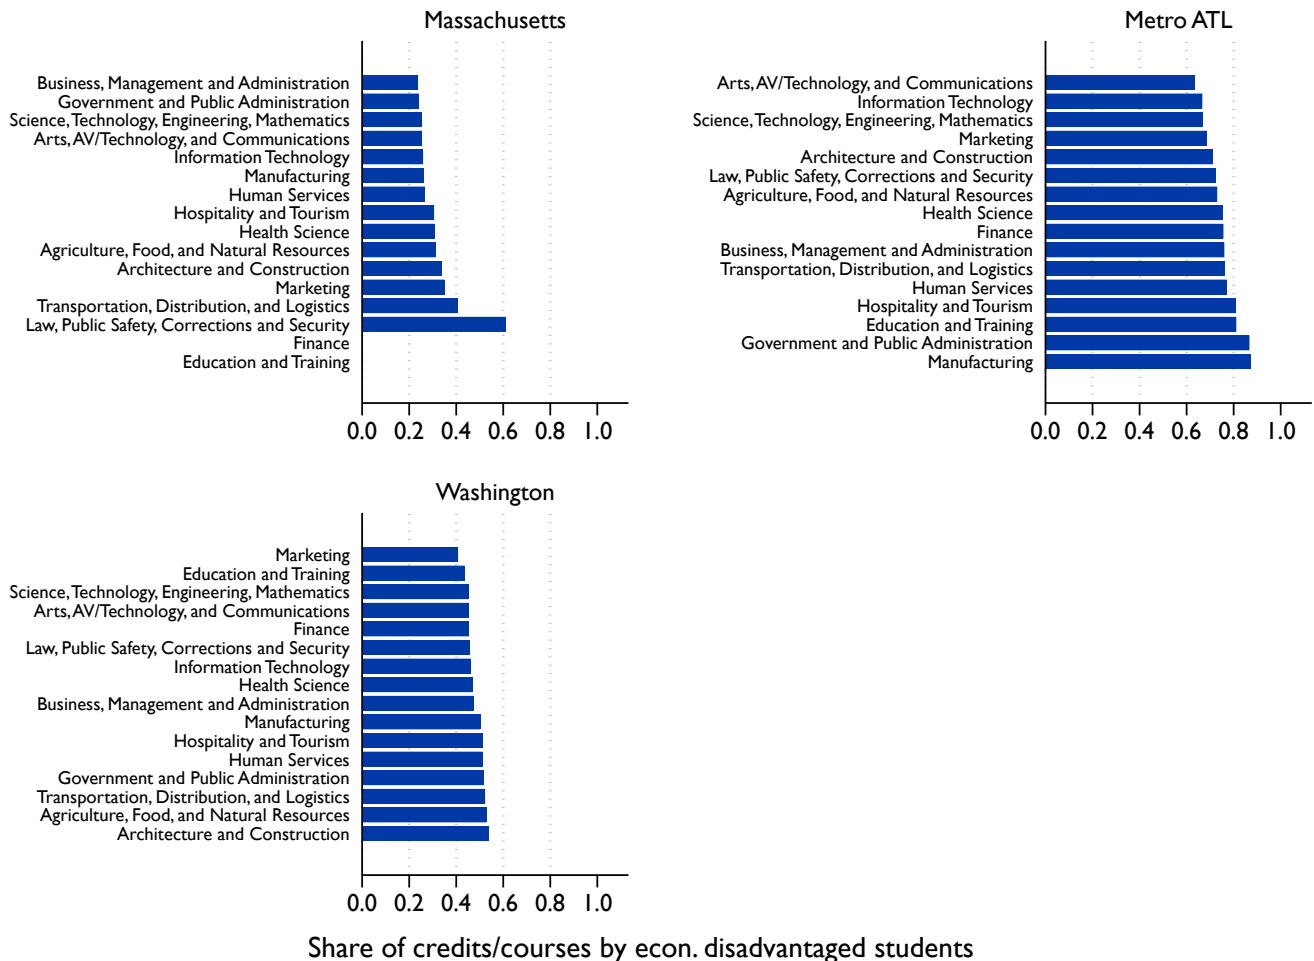 Massachusetts
Business, Management and Administration
Government and Public Administration
Science, Technology, Engineering, Mathematics
Arts, AV/Technology, and Communications
Information Technology
Manufacturing
Human Services
Hospitality and Tourism
Health Science
Agriculture, Food, and Natural Resources
Architecture and Construction
Marketing
Transportation, Distribution, and Logistics
Law, Public Safety, Corrections and Security
Finance
Education and Training
0.0 0.2 0.4 0.6 0.8 1.0
Metro ATL
Arts, AV/Technology, and Communications
Information Technology
Science, Technology, Engineering, Mathematics
Marketing
Architecture and Construction
Law, Public Safety, Corrections and Security
Agriculture, Food, and Natural Resources
Health Science
Finance
Business, Management and Administration
Transportation, Distribution, and Logistics
Human Services
Hospitality and Tourism
Education and Training
Government and Public Administration
Manufacturing
0.0 0.2 0.4 0.6 0.8 1.0
Washington
Marketing
Education and Training
Science, Technology, Engineering, Mathematics
Arts, AV/Technology, and Communications
Finance
Law, Public Safety, Corrections and Security
Information Technology
Health Science
Business, Management and Administration
Manufacturing
Hospitality and Tourism
Human Services
Government and Public Administration
Transportation, Distribution, and Logistics
Agriculture, Food, and Natural Resources
Architecture and Construction
0.0 0.2 0.4 0.6 0.8 1.0
Share of credits/courses by econ. disadvantaged students